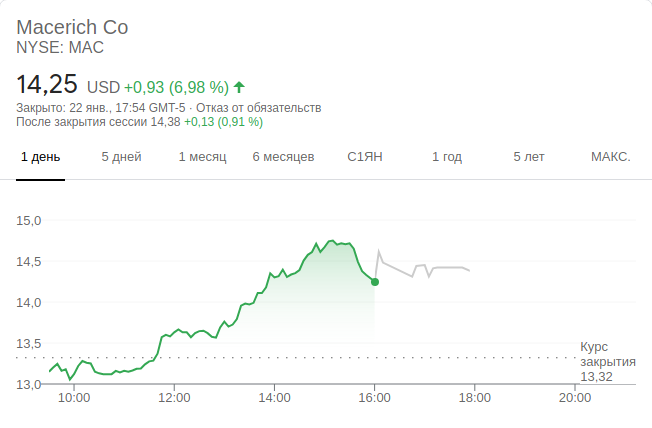 Macerich Co
NYSE: MAC
14,25 USD +0,93 (6,98 %)
Закрыто: 22 янв., 17:54 GMT-5 · Отказ от обязательств
После закрытия сессии 14,38 +0,13 (0,91 %)
1 день 5 дней 1 месяц 6 месяцев С1ЯН 1 год 5 лет МАКС.
15,0
14,5
14,0
13,5
Курс
закрытия
13,32
13,0
10:00 12:00 14:00 16:00 18:00 20:00